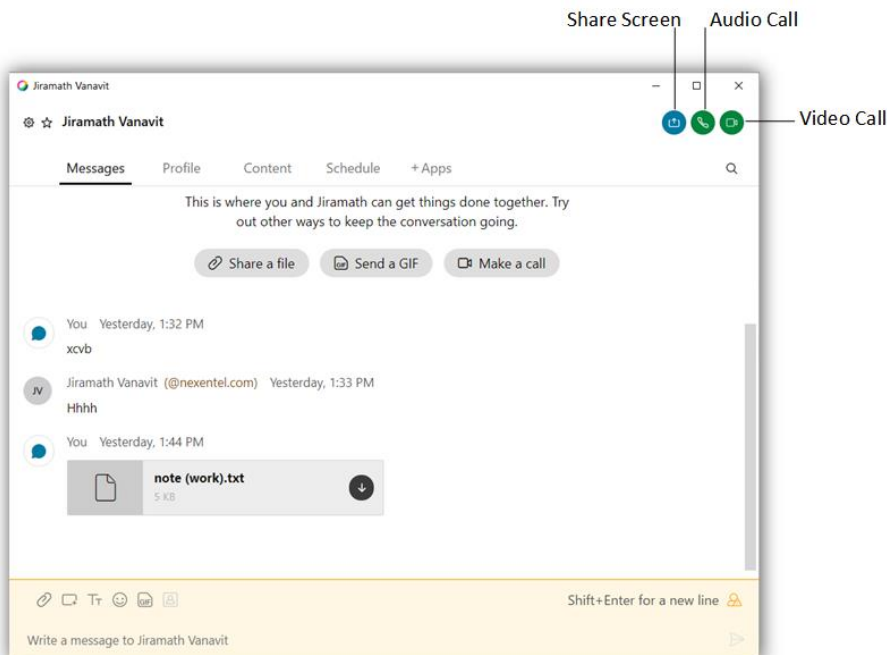 Share Screen Audio Call
Jiramath Vanavit
Jiramath Vanavit
Video Call
Messages Profile Content Schedule + Apps
This is where you and Jiramath can get things done together. Try
out other ways to keep the conversation going.
Share a file GIF Send a GIF Make a call
You Yesterday, 1:32 PM
xcvb
JV Jiramath Vanavit (@nexentel.com) Yesterday, 1:33 PM
Hhhh
You Yesterday, 1:44 PM
note (work).txt
5 KB
TT GIF Shift+Enter for a new line
Write a message to Jiramath Vanavit